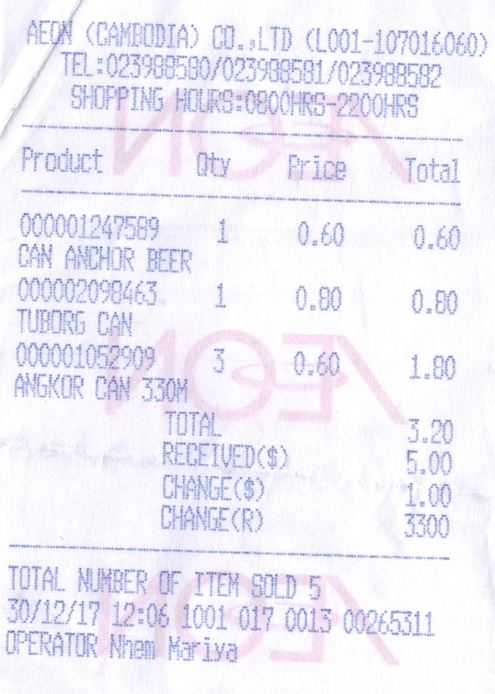 AEON (CAMBODIA) CO.,LTD (L001-107016060)
TEL:023988580/023988581/023988582
SHOPPING HOURS:0800HRS-2200HRS
Product Qty Price Total
000001247589 1 0.60 0.60
CAN ANCHOR BEER
000002098463 1 0.80 0.80
TUBORG CAN
000001052909 3 0.60 1.80
ANGKOR CAN 330M
TOTAL 3.20
RECEIVED($) 5.00
CHANGE($) 1.00
CHANGE(R) 3300
TOTAL NUMBER OF ITEM SOLD 5
30/12/17 12:06 1001 017 0013 00265311
OPERATOR Nhem Mariya